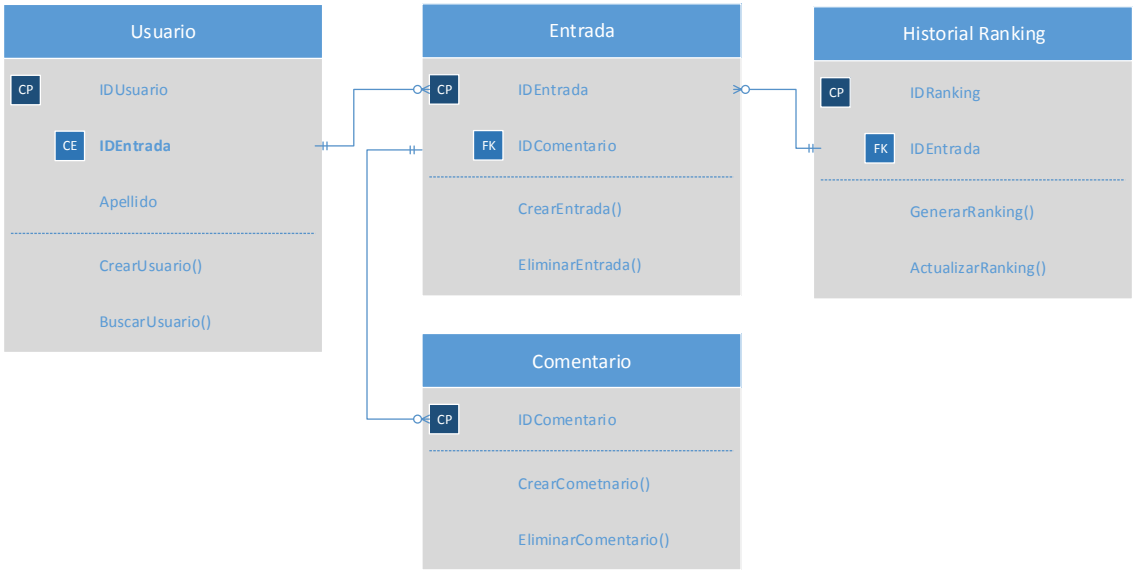 Usuario
CP IDUsuario
CE IDEntrada
Apellido
CrearUsuario()
BuscarUsuario()
Entrada
CP IDEntrada
FK IDComentario
CrearEntrada()
EliminarEntrada()
Historial Ranking
CP IDRanking
FK IDEntrada
GenerarRanking()
ActualizarRanking()
Comentario
CP IDComentario
CrearCometnario()
EliminarComentario()